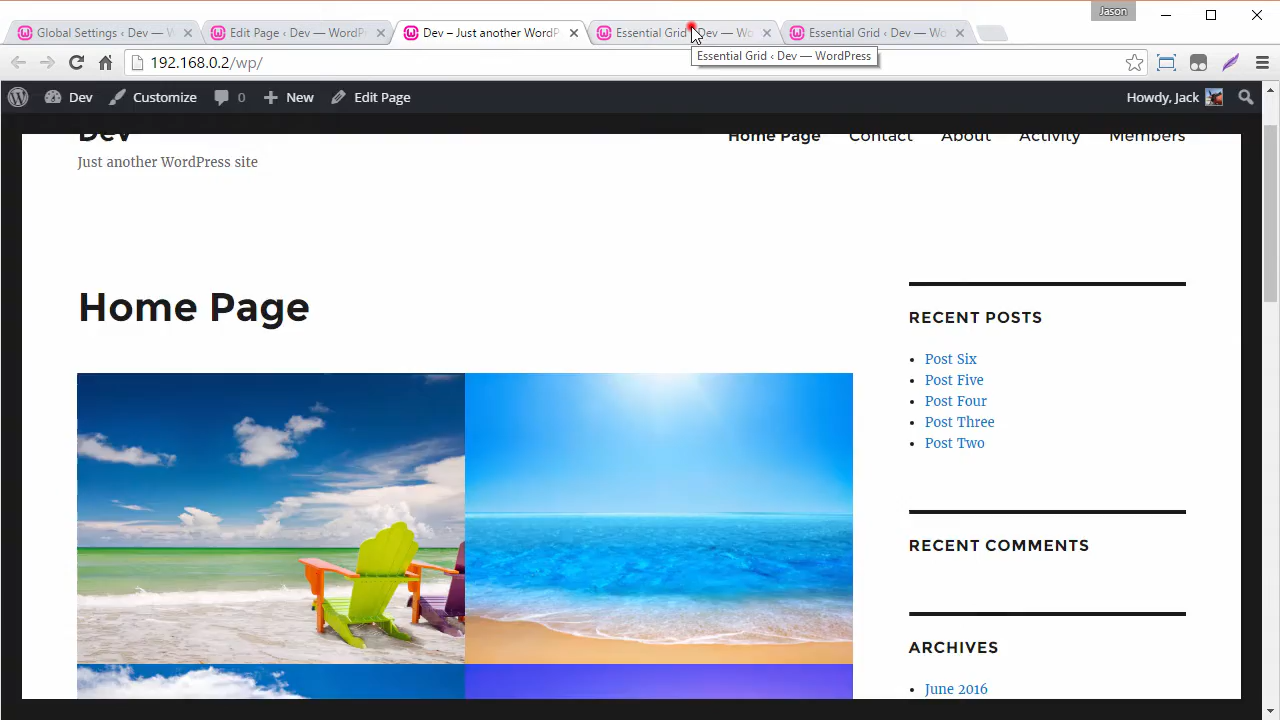 Jason
Global Settings ‹ Dev —
Edit Page ‹ Dev — WordP
Dev – Just another WordP
Essential Grid ‹ Dev — Wo
Essential Grid ‹ Dev — Wo
Essential Grid ‹ Dev — WordPress
192.168.0.2/wp/
Dev
Customize
0
New
Edit Page
Howdy, Jack
Dev
Home Page
Contact
About
Activity
Members
Just another WordPress site
Home Page
RECENT POSTS
Post Six
Post Five
Post Four
Post Three
Post Two
RECENT COMMENTS
ARCHIVES
June 2016